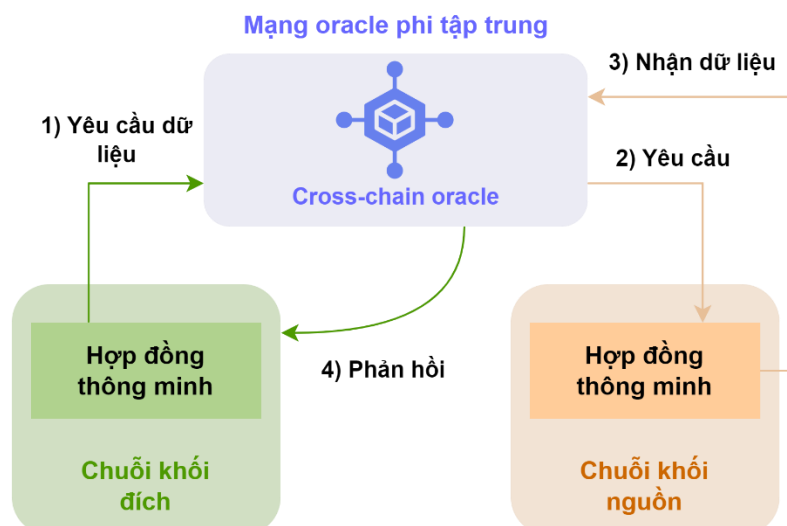 Mạng oracle phi tập trung
3) Nhận dữ liệu
1) Yêu cầu dữ
liệu
2) Yêu cầu
Cross-chain oracle
Hợp đồng
thông minh
4) Phản hồi
Hợp đồng
thông minh
Chuỗi khối
đích
Chuỗi khối
nguồn